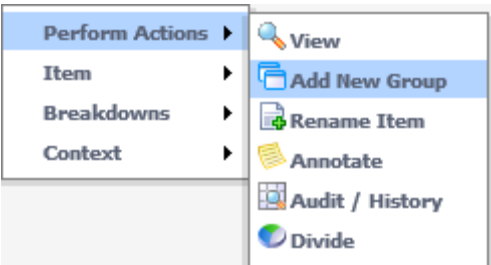 Perform Actions
Item
Breakdowns
Context
View
Add New Group
Rename Item
Annotate
Audit / History
Divide